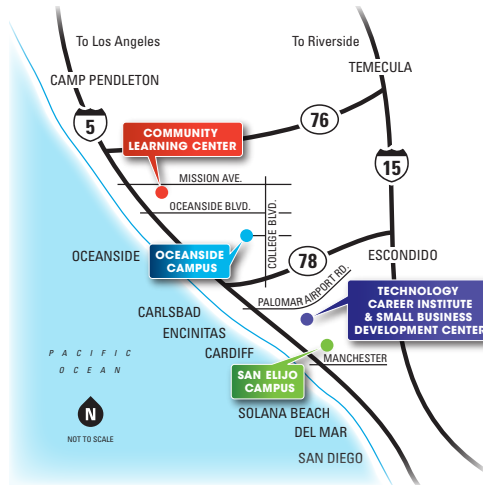 To Los Angeles
To Riverside
TEMECULA
CAMP PENDLETON
5
76
COMMUNITY
LEARNING CENTER
15
MISSION AVE.
OCEANSIDE BLVD.
COLLEGE BLVD.
OCEANSIDE
OCEANSIDE
CAMPUS
78
ESCONDIDO
PALOMAR AIRPORT RD.
TECHNOLOGY
CAREER INSTITUTE
& SMALL BUSINESS
DEVELOPMENT CENTER
CARLSBAD
ENCINITAS
CARDIFF
PACIFIC
OCEAN
MANCHESTER
SAN ELIJO
CAMPUS
N
NOT TO SCALE
SOLANA BEACH
DEL MAR
SAN DIEGO